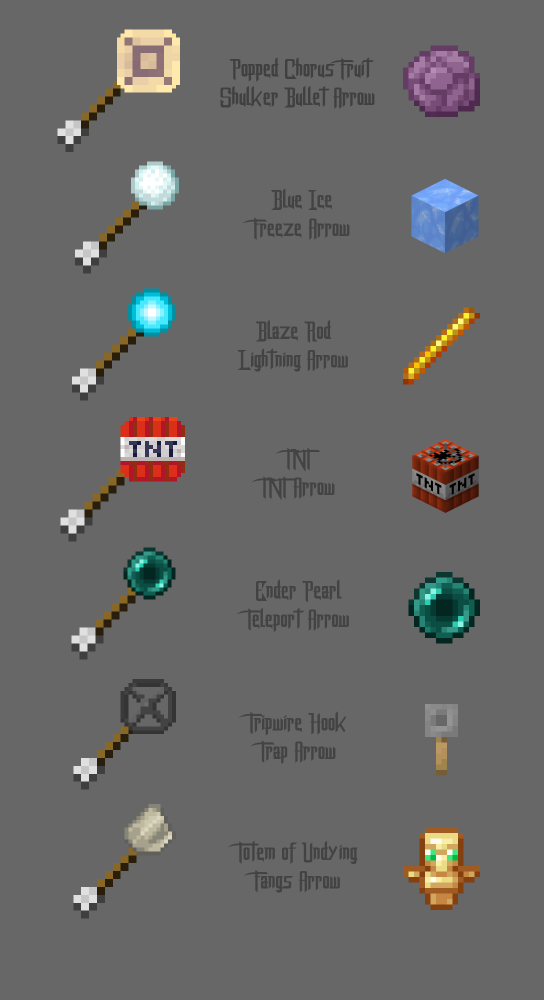 Popped Chorus Fruit
Shulker Bullet Arrow
Blue Ice
Freeze Arrow
Blaze Rod
Lightning Arrow
TNT
TNT
TNT Arrow
TNT TNT
Ender Pearl
Teleport Arrow
Tripwire Hook
Trap Arrow
Totem of Undying
Fangs Arrow